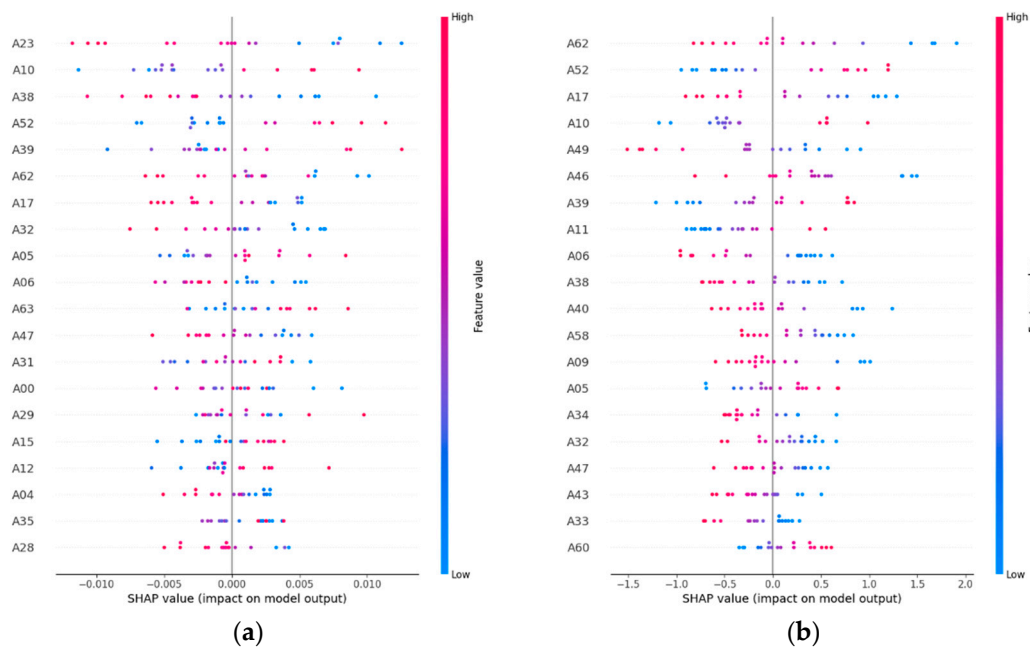 High
A23
A10
A38
A52
A39
A62
A17
A32
A05
A06
A63
A47
A31
A00
A29
A15
A12
A04
A35
A28
Feature value
Low
−0.010
−0.005
0.000
0.005
0.010
SHAP value (impact on model output)
(a)
High
A62
A52
A17
A10
A49
A46
A39
A11
A06
A38
A40
A58
A09
A05
A34
A32
A47
A43
A33
A60
Low
−1.5
−1.0
−0.5
0.0
0.5
1.0
1.5
2.0
SHAP value (impact on model output)
(b)